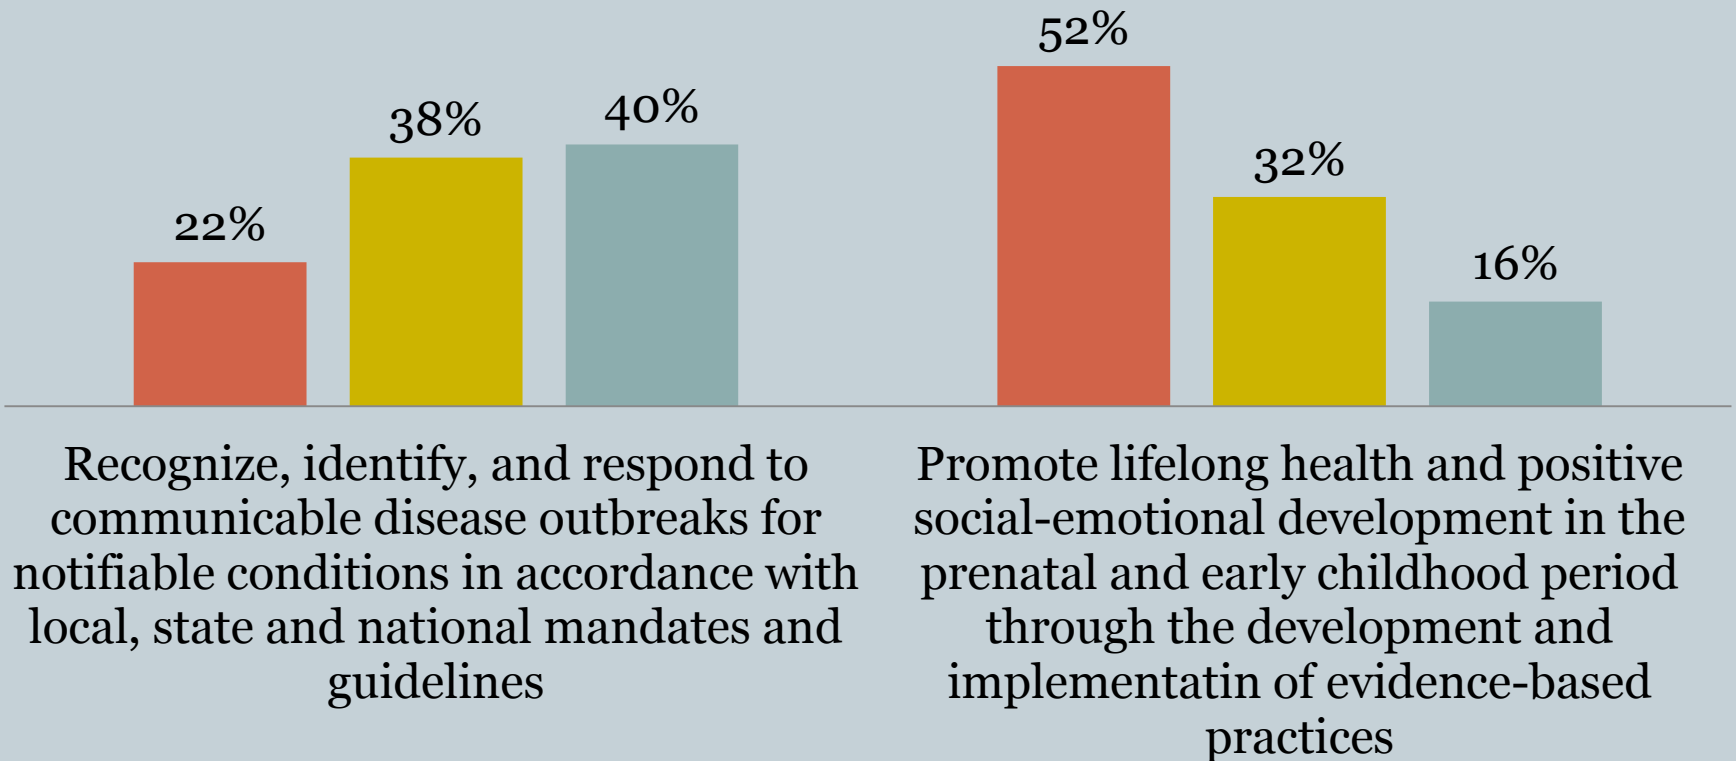 52%
38%
40%
32%
22%
16%
Recognize, identify, and respond to
communicable disease outbreaks for
notifiable conditions in accordance with
local, state and national mandates and
guidelines
Promote lifelong health and positive
social-emotional development in the
prenatal and early childhood period
through the development and
implementatin of evidence-based
practices